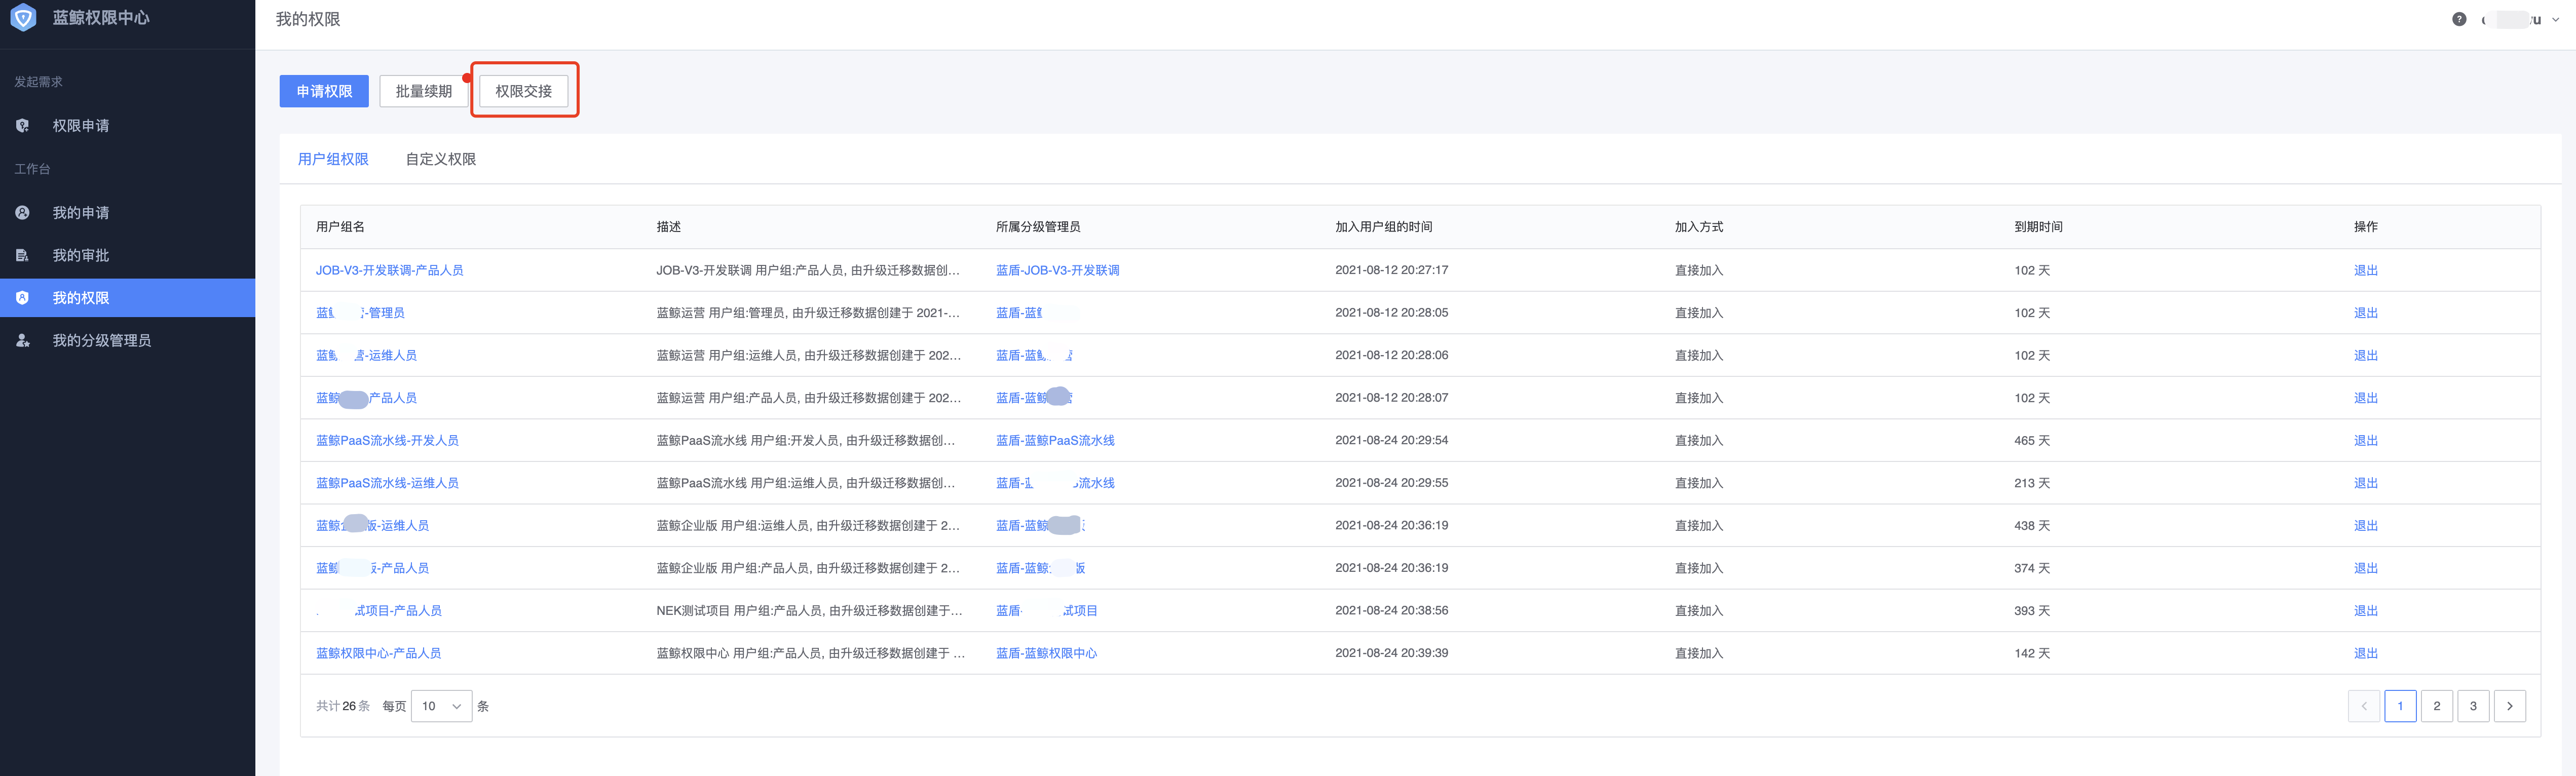 蓝鲸权限中心
我的权限
发起需求
权限申请
工作台
我的申请
我的审批
我的权限
我的分级管理员
申请权限 批量续期 权限交接
用户组权限 自定义权限
用户组名 描述 所属分级管理员 加入用户组的时间 加入方式 到期时间 操作
JOB-V3-开发联调-产品人员 JOB-V3-开发联调 用户组:产品人员, 由升级迁移数据创... 蓝盾-JOB-V3-开发联调 2021-08-12 20:27:17 直接加入 102 天 退出
蓝 -管理员 蓝鲸运营 用户组:管理员, 由升级迁移数据创建于 2021-... 蓝盾-蓝 2021-08-12 20:28:05 直接加入 102 天 退出
蓝 -运维人员 蓝鲸运营 用户组:运维人员, 由升级迁移数据创建于 202... 蓝盾-蓝 2021-08-12 20:28:06 直接加入 102 天 退出
蓝鲸 产品人员 蓝鲸运营 用户组:产品人员, 由升级迁移数据创建于 202... 蓝盾-蓝鲸 2021-08-12 20:28:07 直接加入 102 天 退出
蓝鲸PaaS流水线-开发人员 蓝鲸PaaS流水线 用户组:开发人员, 由升级迁移数据创... 蓝盾-蓝鲸PaaS流水线 2021-08-24 20:29:54 直接加入 465 天 退出
蓝鲸PaaS流水线-运维人员 蓝鲸PaaS流水线 用户组:运维人员, 由升级迁移数据创... 蓝盾- 流水线 2021-08-24 20:29:55 直接加入 213 天 退出
蓝鲸 版-运维人员 蓝鲸企业版 用户组:运维人员, 由升级迁移数据创建于 2... 蓝盾-蓝鲸 2021-08-24 20:36:19 直接加入 438 天 退出
蓝鲸 版-产品人员 蓝鲸企业版 用户组:产品人员, 由升级迁移数据创建于 2... 蓝盾-蓝鲸 版 2021-08-24 20:36:19 直接加入 374 天 退出
试项目-产品人员 NEK测试项目 用户组:产品人员, 由升级迁移数据创建于... 蓝盾- 试项目 2021-08-24 20:38:56 直接加入 393 天 退出
蓝鲸权限中心-产品人员 蓝鲸权限中心 用户组:产品人员, 由升级迁移数据创建于 ... 蓝盾-蓝鲸权限中心 2021-08-24 20:39:39 直接加入 142 天 退出
共计26条 每页 10 条 1 2 3